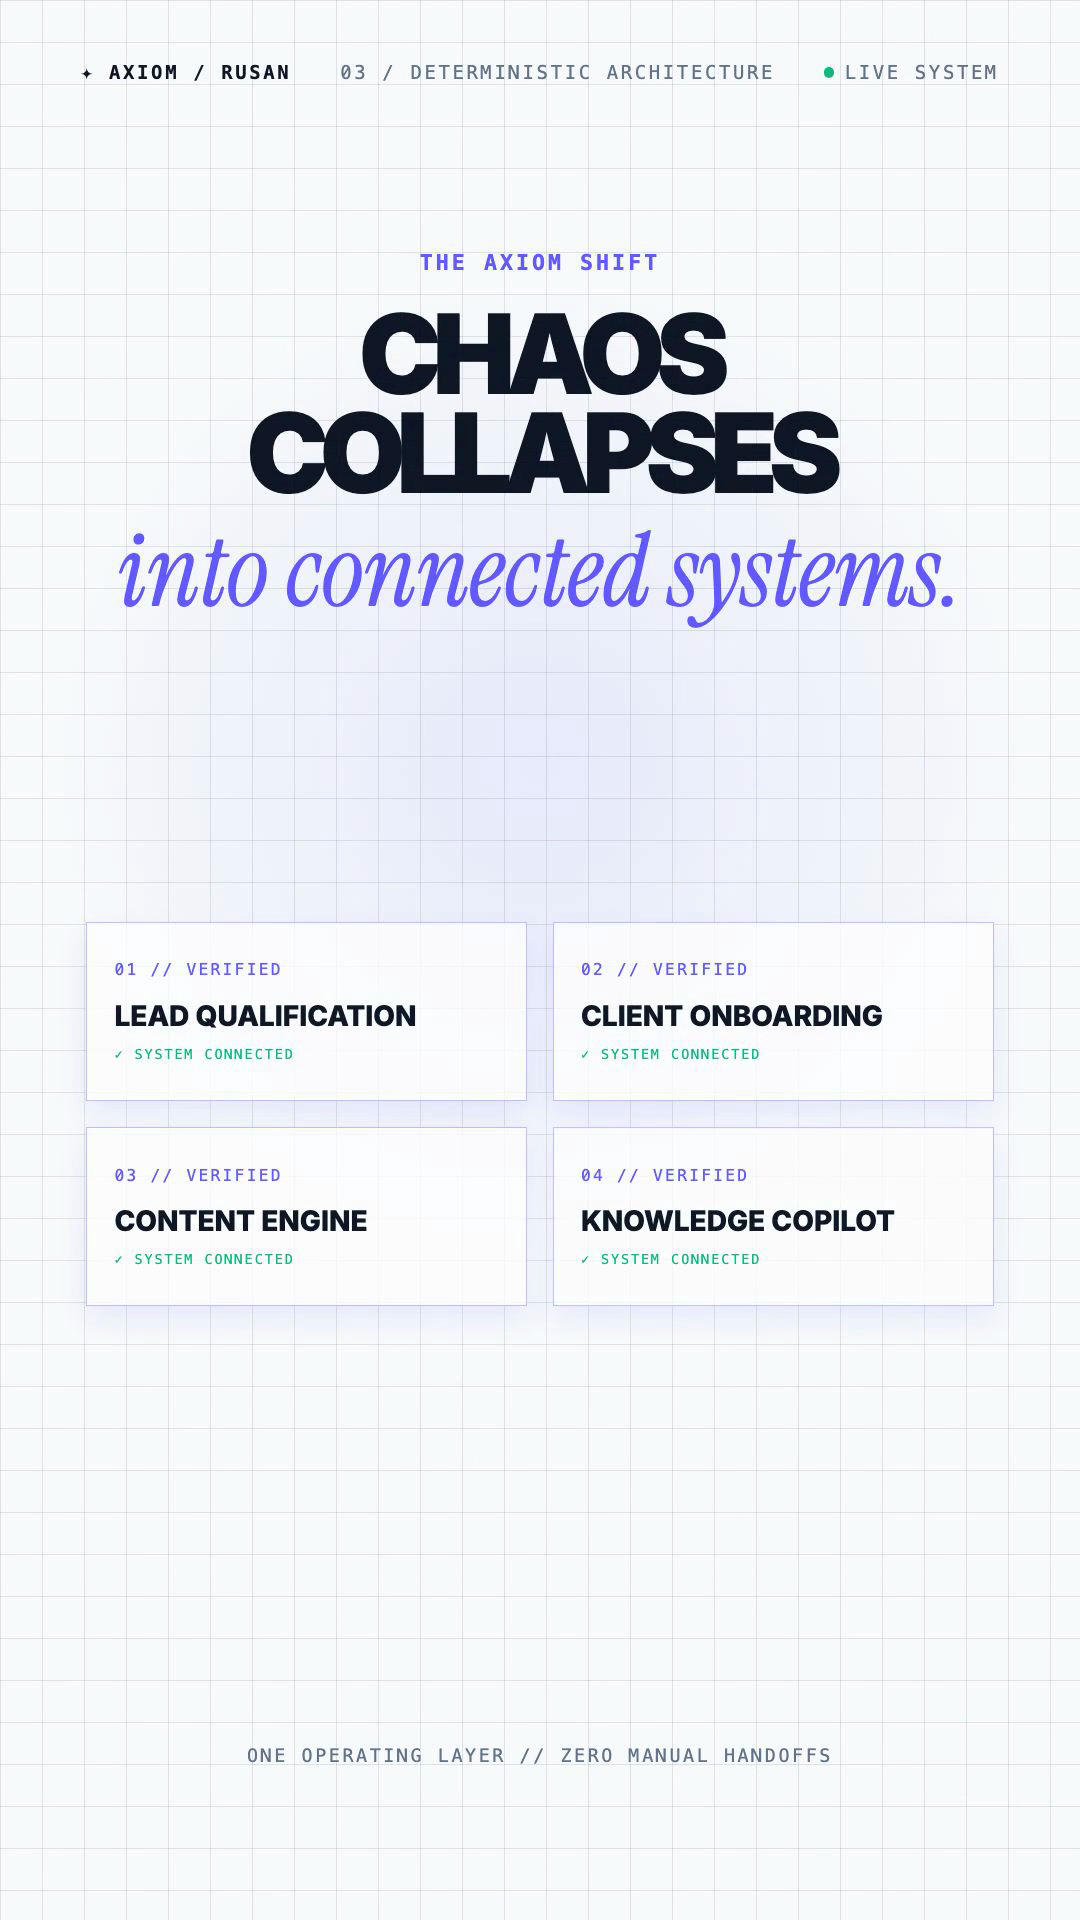 ✦ AXIOM / RUSAN 03 / DETERMINISTIC ARCHITECTURE ● LIVE SYSTEM
THE AXIOM SHIFT
CHAOS
COLLAPSES
into connected systems.
01 // VERIFIED
LEAD QUALIFICATION
✓ SYSTEM CONNECTED
02 // VERIFIED
CLIENT ONBOARDING
✓ SYSTEM CONNECTED
03 // VERIFIED
CONTENT ENGINE
✓ SYSTEM CONNECTED
04 // VERIFIED
KNOWLEDGE COPILOT
✓ SYSTEM CONNECTED
ONE OPERATING LAYER // ZERO MANUAL HANDOFFS